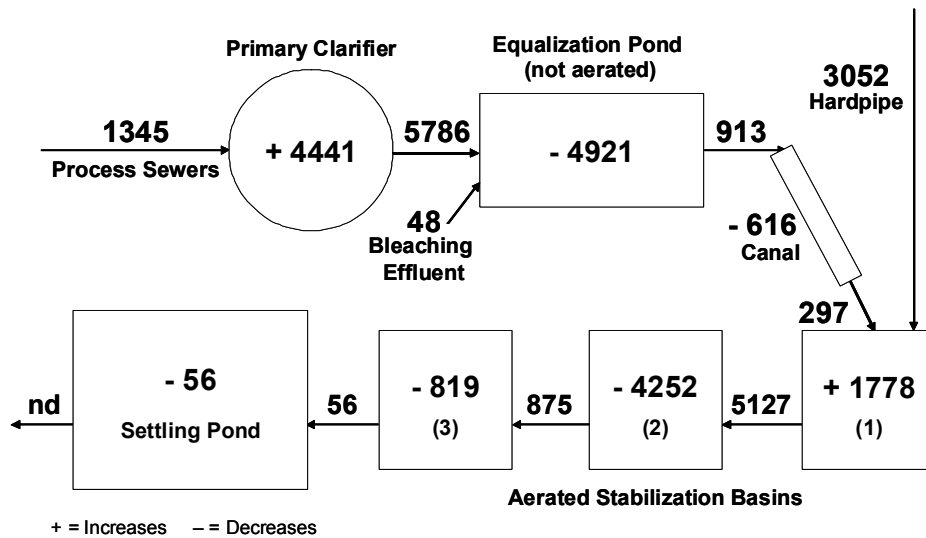 Primary Clarifier
Equalization Pond
(not aerated)
3052
Hardpipe
1345
Process Sewers
+ 4441
5786
- 4921
913
48
Bleaching
Effluent
- 616
Canal
297
nd
- 56
Settling Pond
56
- 819
(3)
875
- 4252
(2)
5127
+ 1778
(1)
Aerated Stabilization Basins
+ = Increases – = Decreases